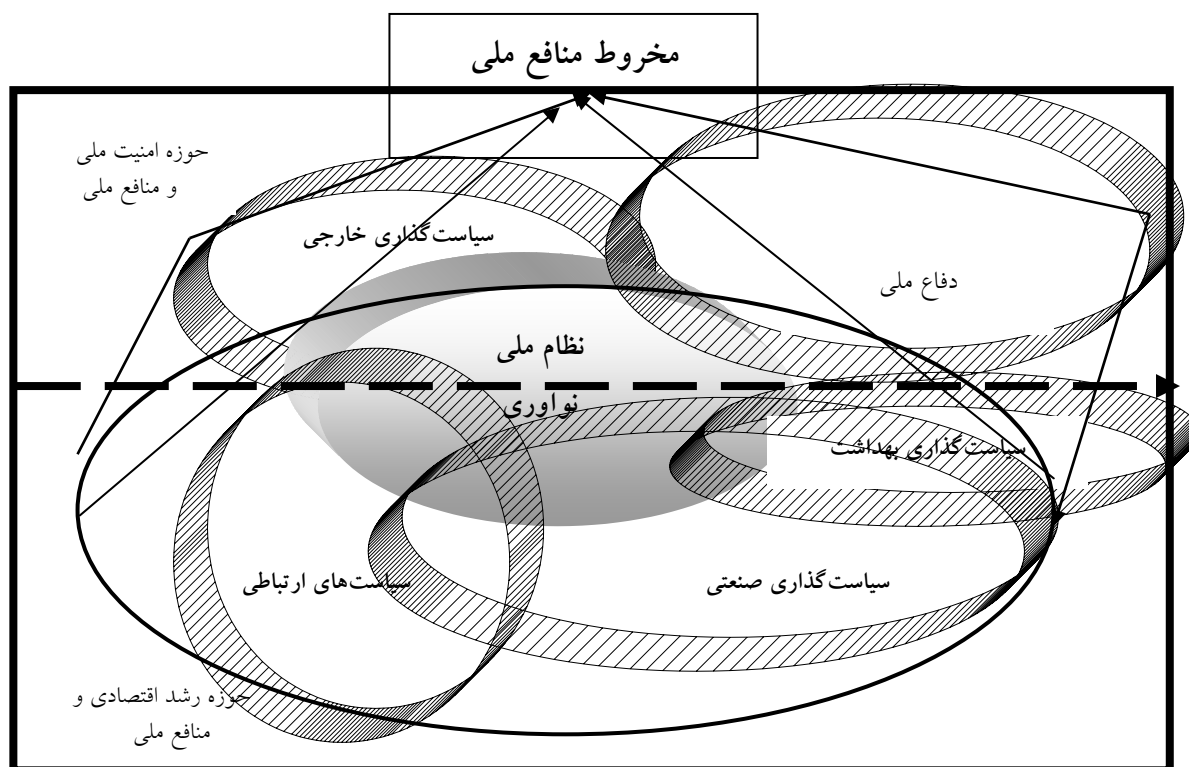 مخروط منافع ملی
حوزه امنیت ملی
و منافع ملی
سیاست‌گذاری خارجی
دفاع ملی
نظام ملی
نوآوری
سیاست‌گذاری بهداشت
سیاست‌های ارتباطی
سیاست‌گذاری صنعتی
حوزه رشد اقتصادی و
منافع ملی